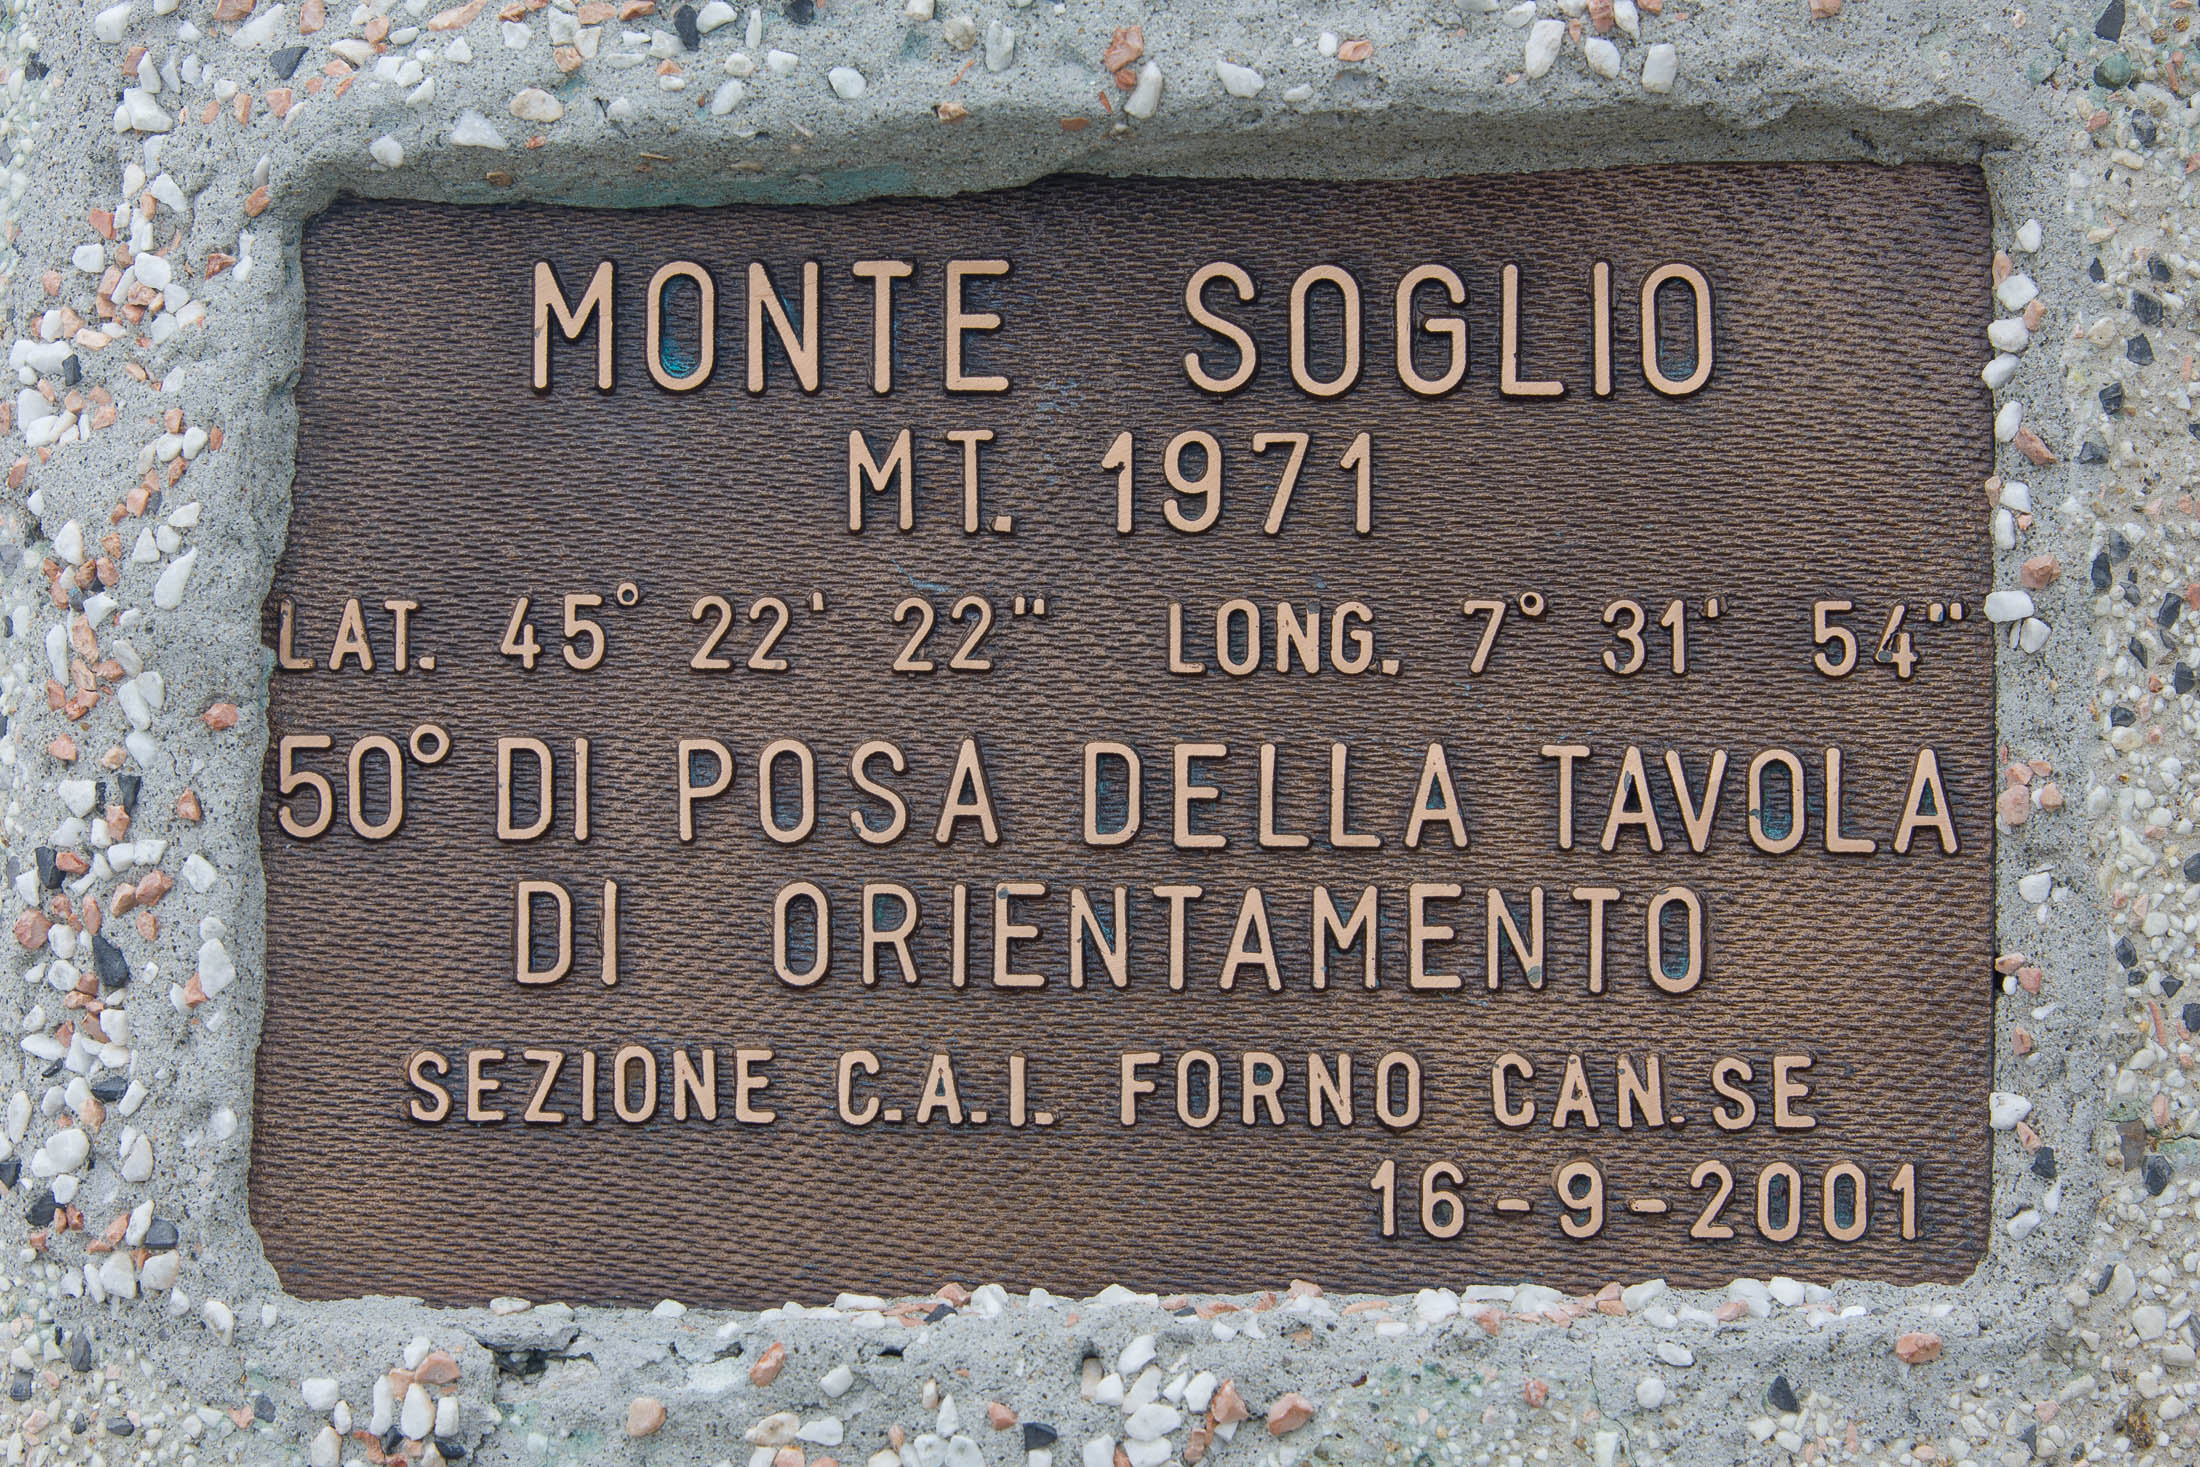 MONTE SOGLIO
MT. 1971
LAT. 45° 22' 22" LONG. 7° 31" 54"
50° DI POSA DELLA TAVOLA
DI ORIENTAMENTO
SEZIONE C.A.I. FORNO CAN.SE
16-9-2001